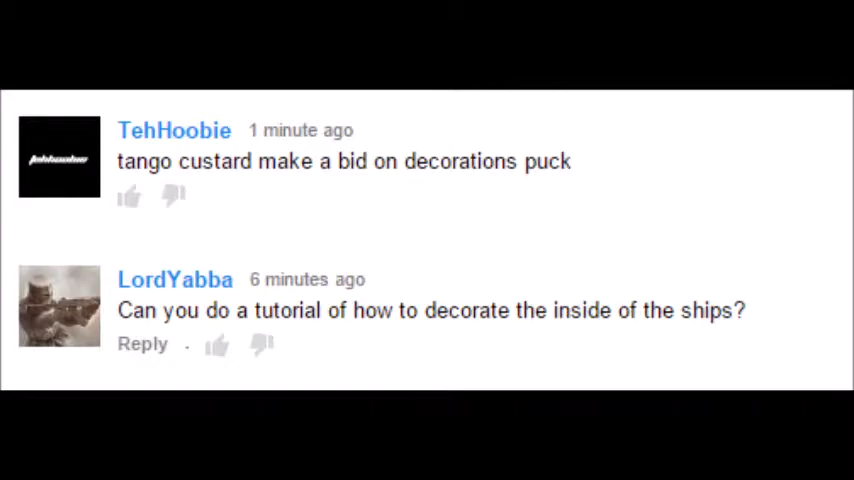 TehHoobie 1 minute ago
tango custard make a bid on decorations puck
LordYabba 6 minutes ago
Can you do a tutorial of how to decorate the inside of the ships?
Reply .